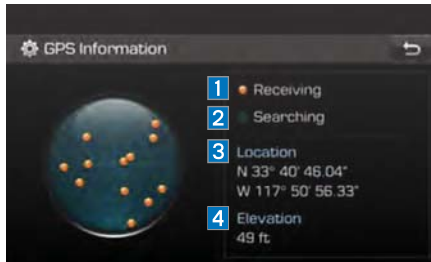 GPS Information
1 Receiving
2 Searching
3 Location
N 33° 40' 46.04"
W 117° 50' 56.33"
4 Elevation
49 ft